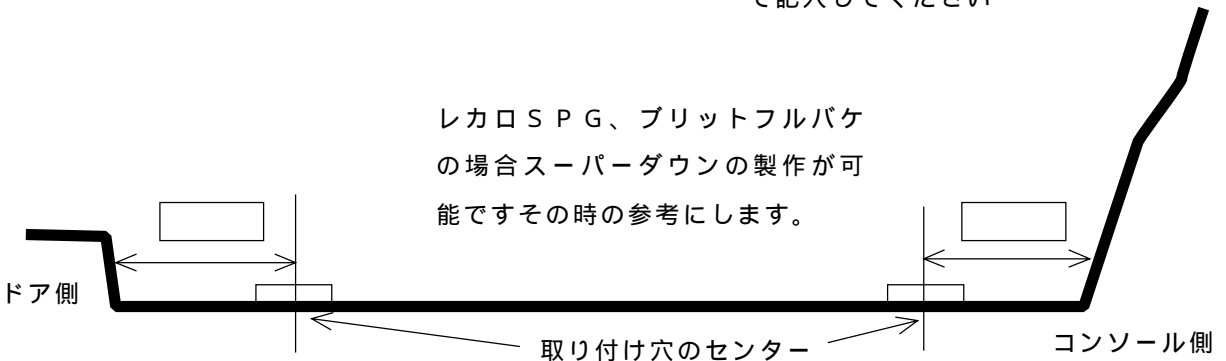 レカロＳＰＧ、ブリットフルバケ
の場合スーパーダウンの製作が可
能ですその時の参考にします。
ドア側
取り付け穴のセンター
コンソール側